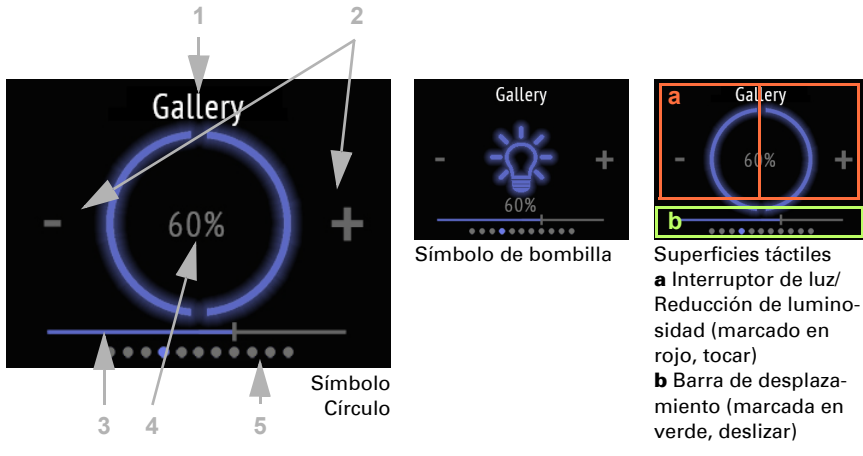 1
2
Gallery
-
+
60%
3
4
5
Símbolo
Círculo
Gallery
-
+
60%
Símbolo de bombilla
a
Gallery
-
+
60%
b
Superficies táctiles
a Interruptor de luz/
Reducción de lumino-
sidad (marcado en
rojo, tocar)
b Barra de desplaza-
miento (marcada en
verde, deslizar)